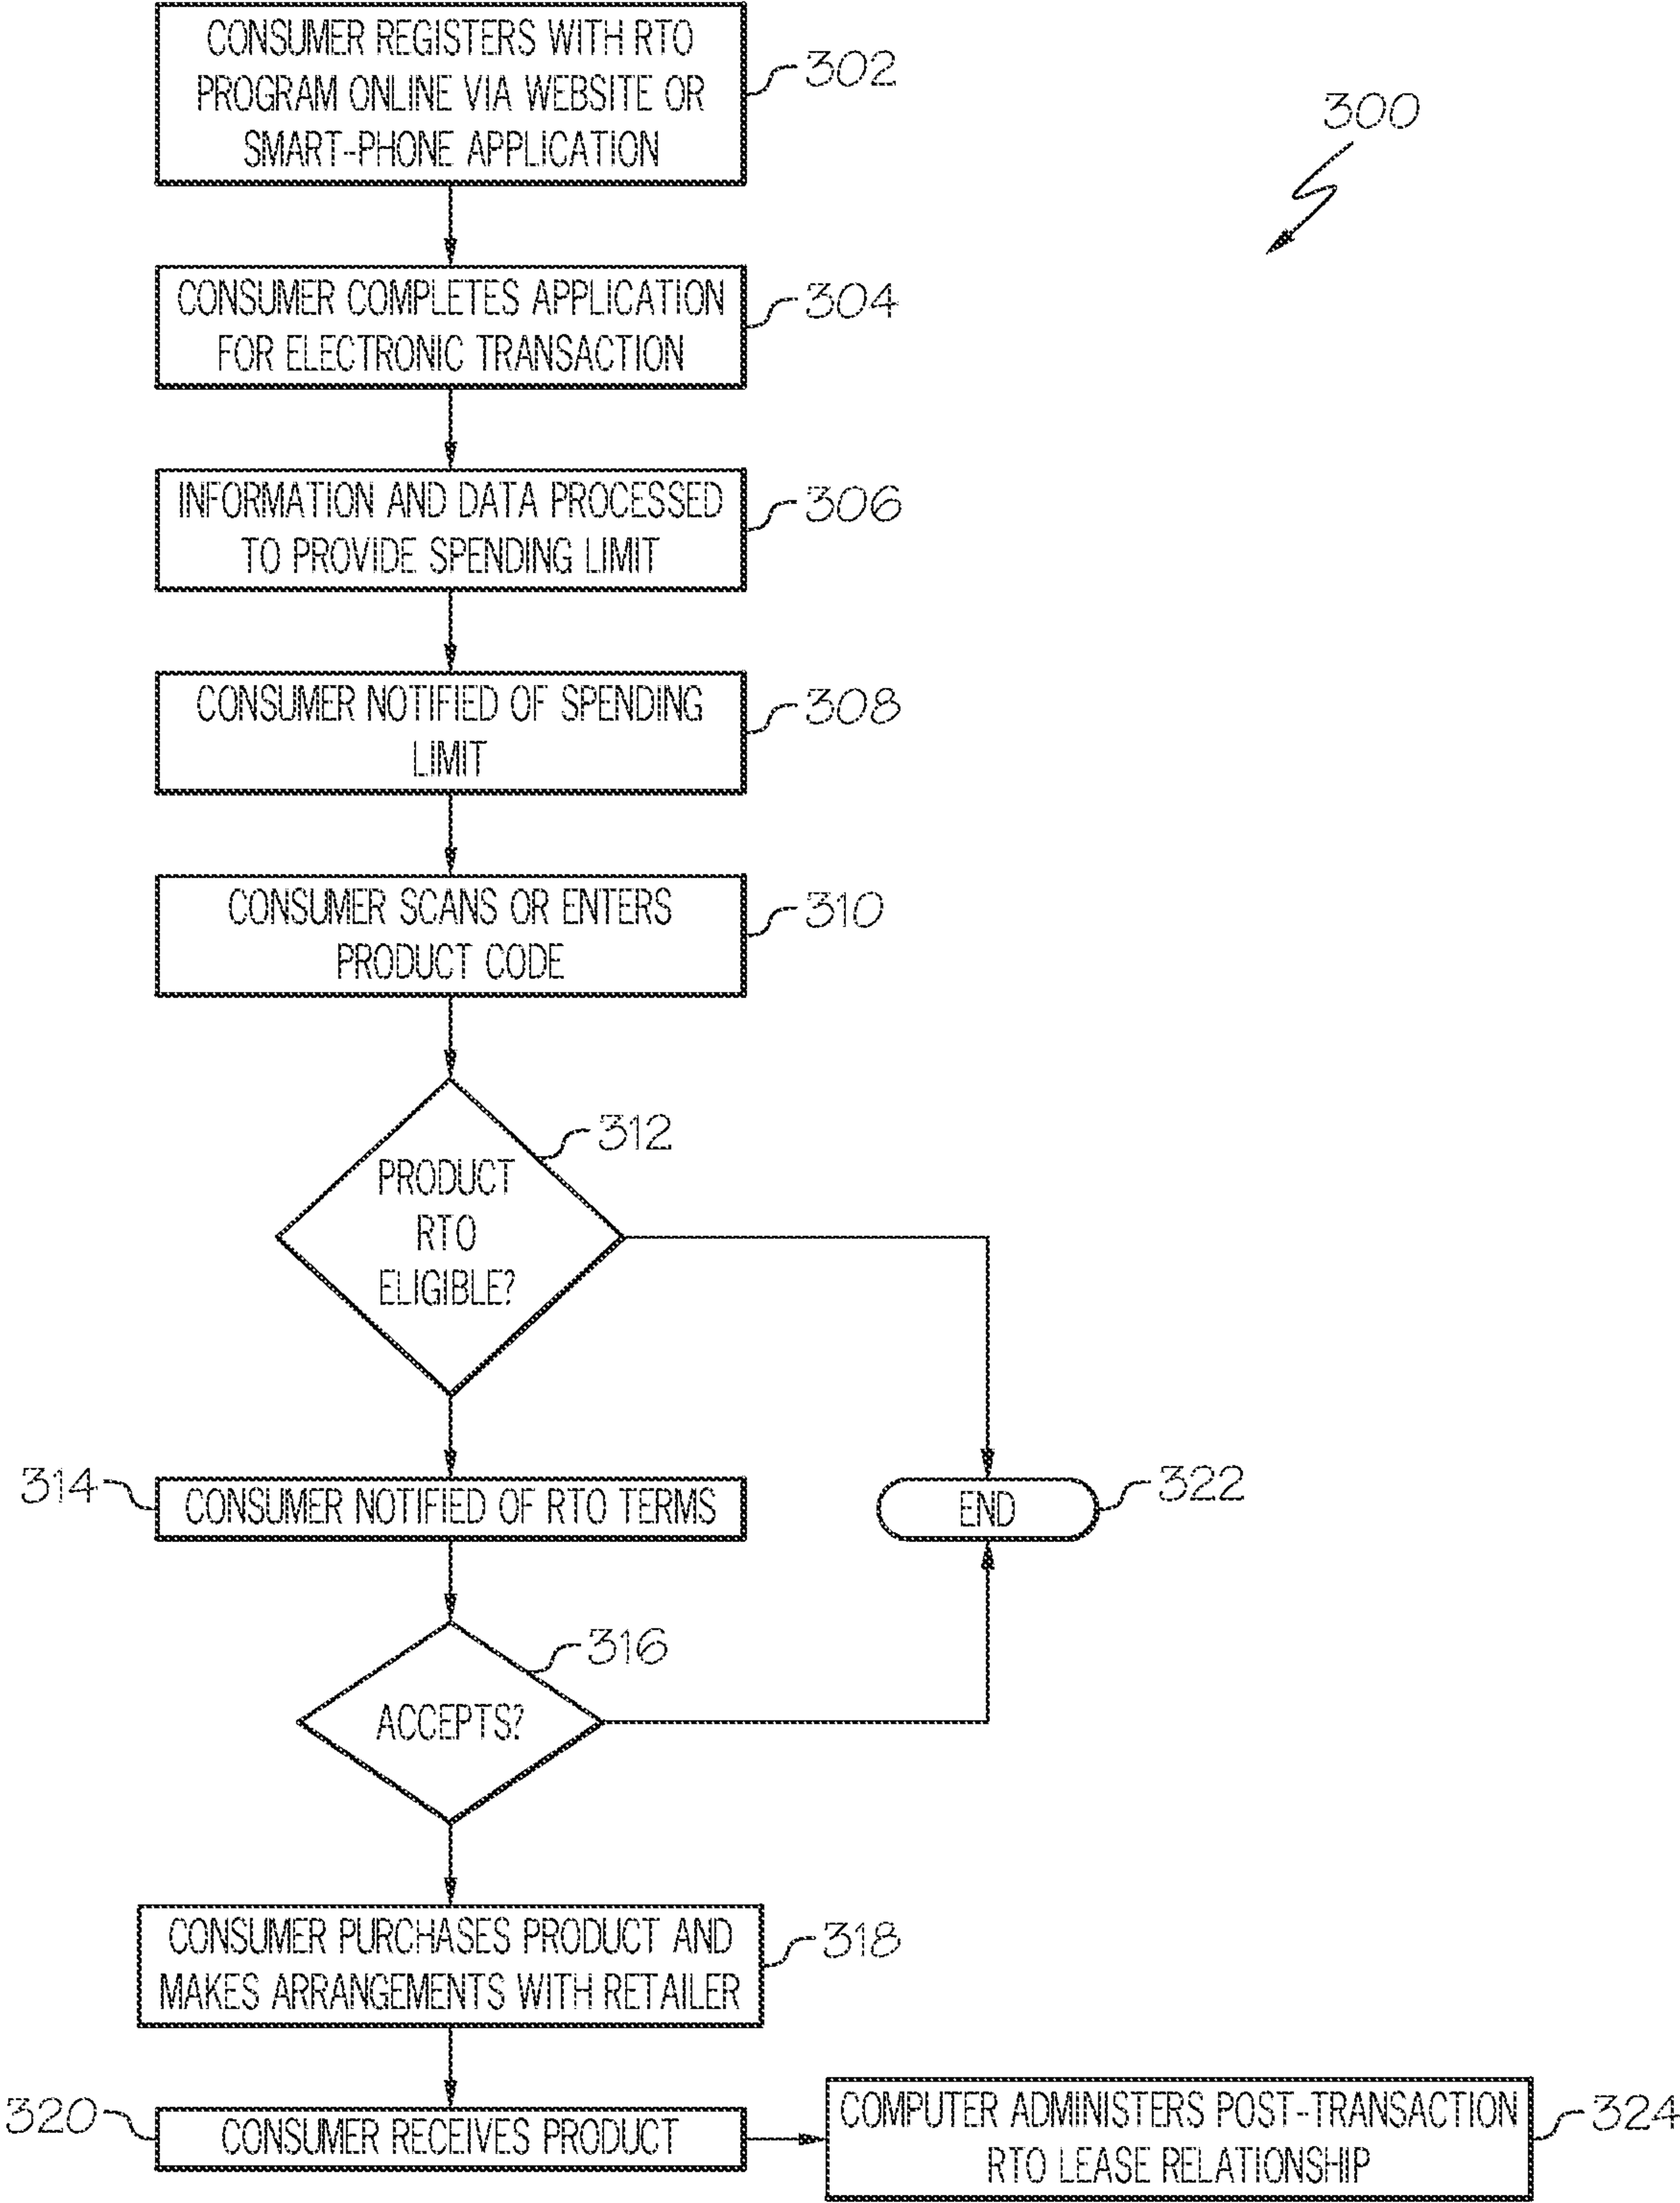 CONSUMER REGISTERS WITH RTO
PROGRAM ONLINE VIA WEBSITE OR
SMART-PHONE APPLICATION
302
300
CONSUMER COMPLETES APPLICATION
FOR ELECTRONIC TRANSACTION
304
INFORMATION AND DATA PROCESSED
TO PROVIDE SPENDING LIMIT
306
CONSUMER NOTIFIED OF SPENDING
LIMIT
308
CONSUMER SCANS OR ENTERS
PRODUCT CODE
310
312
PRODUCT
RTO
ELIGIBLE?
314
CONSUMER NOTIFIED OF RTO TERMS
END
322
316
ACCEPTS?
CONSUMER PURCHASES PRODUCT AND
MAKES ARRANGEMENTS WITH RETAILER
318
320
CONSUMER RECEIVES PRODUCT
COMPUTER ADMINISTERS POST-TRANSACTION
RTO LEASE RELATIONSHIP
324